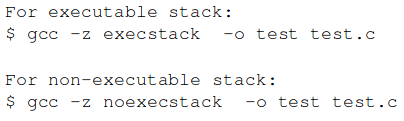 For executable stack:
$ gcc -z execstack  -o test test.c

For non-executable stack:
$ gcc -z noexecstack  -o test test.c